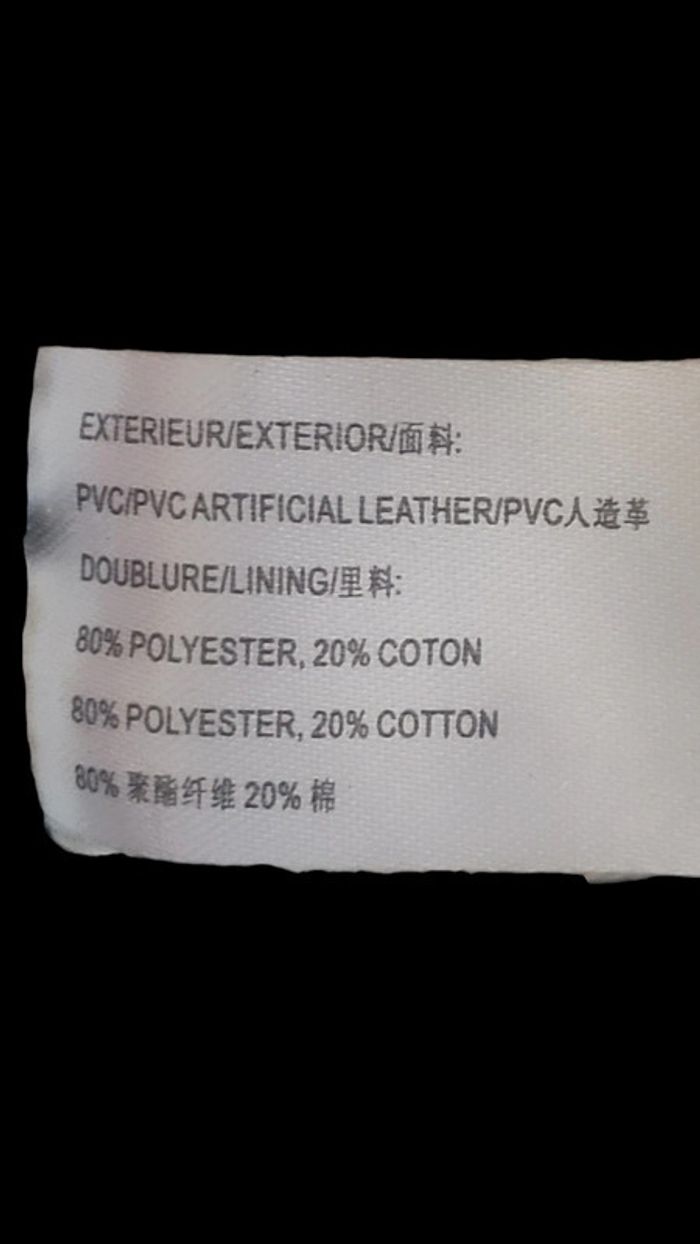 EXTERIEUR/EXTERIOR/面料:
PVC/PVC ARTIFICIAL LEATHER/PVC人造革
DOUBLURE/LINING/里料:
80% POLYESTER, 20% COTON
80% POLYESTER, 20% COTTON
80% 聚酯纤维 20% 棉